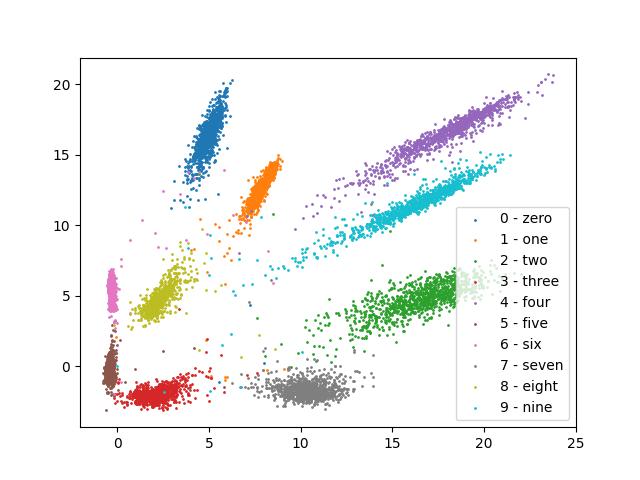 20
15
10
5
0
0
5
10
15
20
25
0 - zero
1 - one
2 - two
3 - three
4 - four
5 - five
6 - six
7 - seven
8 - eight
9 - nine